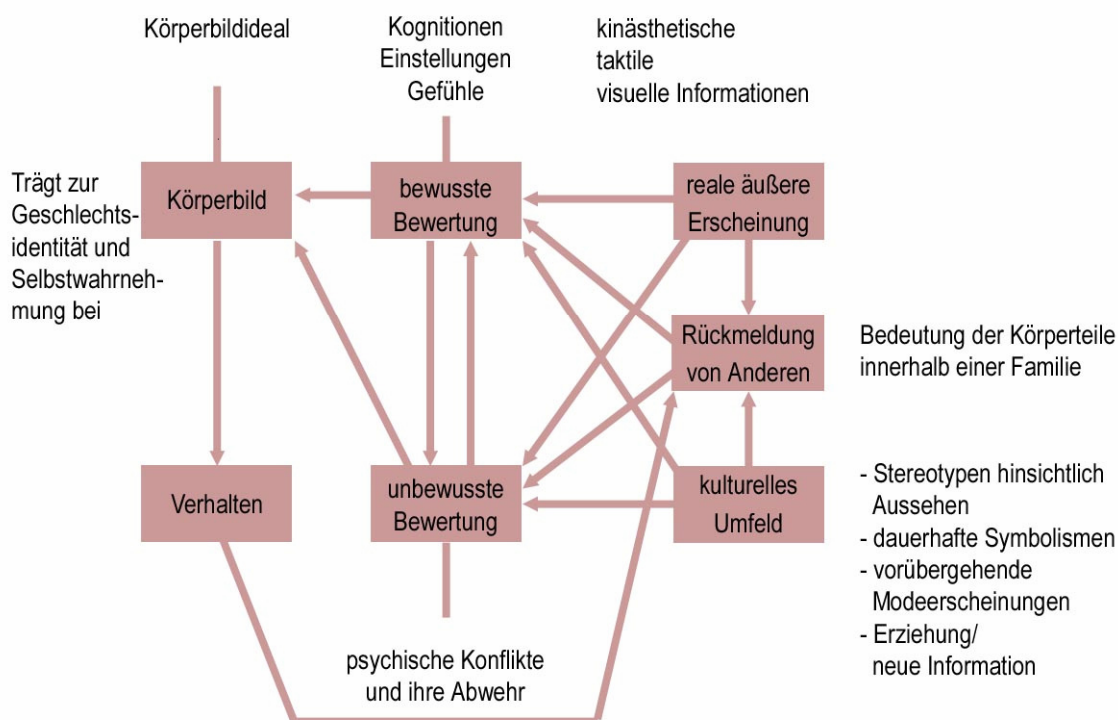 Körperbildideal
Kognitionen
Einstellungen
Gefühle
kinästhetische
taktile
visuelle Informationen
Trägt zur
Geschlechts-
identität und
Selbstwahrneh-
mung bei
Körperbild
bewusste
Bewertung
reale äußere
Erscheinung
Rückmeldung
von Anderen
Bedeutung der Körperteile
innerhalb einer Familie
Verhalten
unbewusste
Bewertung
kulturelles
Umfeld
- Stereotypen hinsichtlich
Aussehen
- dauerhafte Symbolismen
- vorübergehende
Modeerscheinungen
- Erziehung/
neue Information
psychische Konflikte
und ihre Abwehr